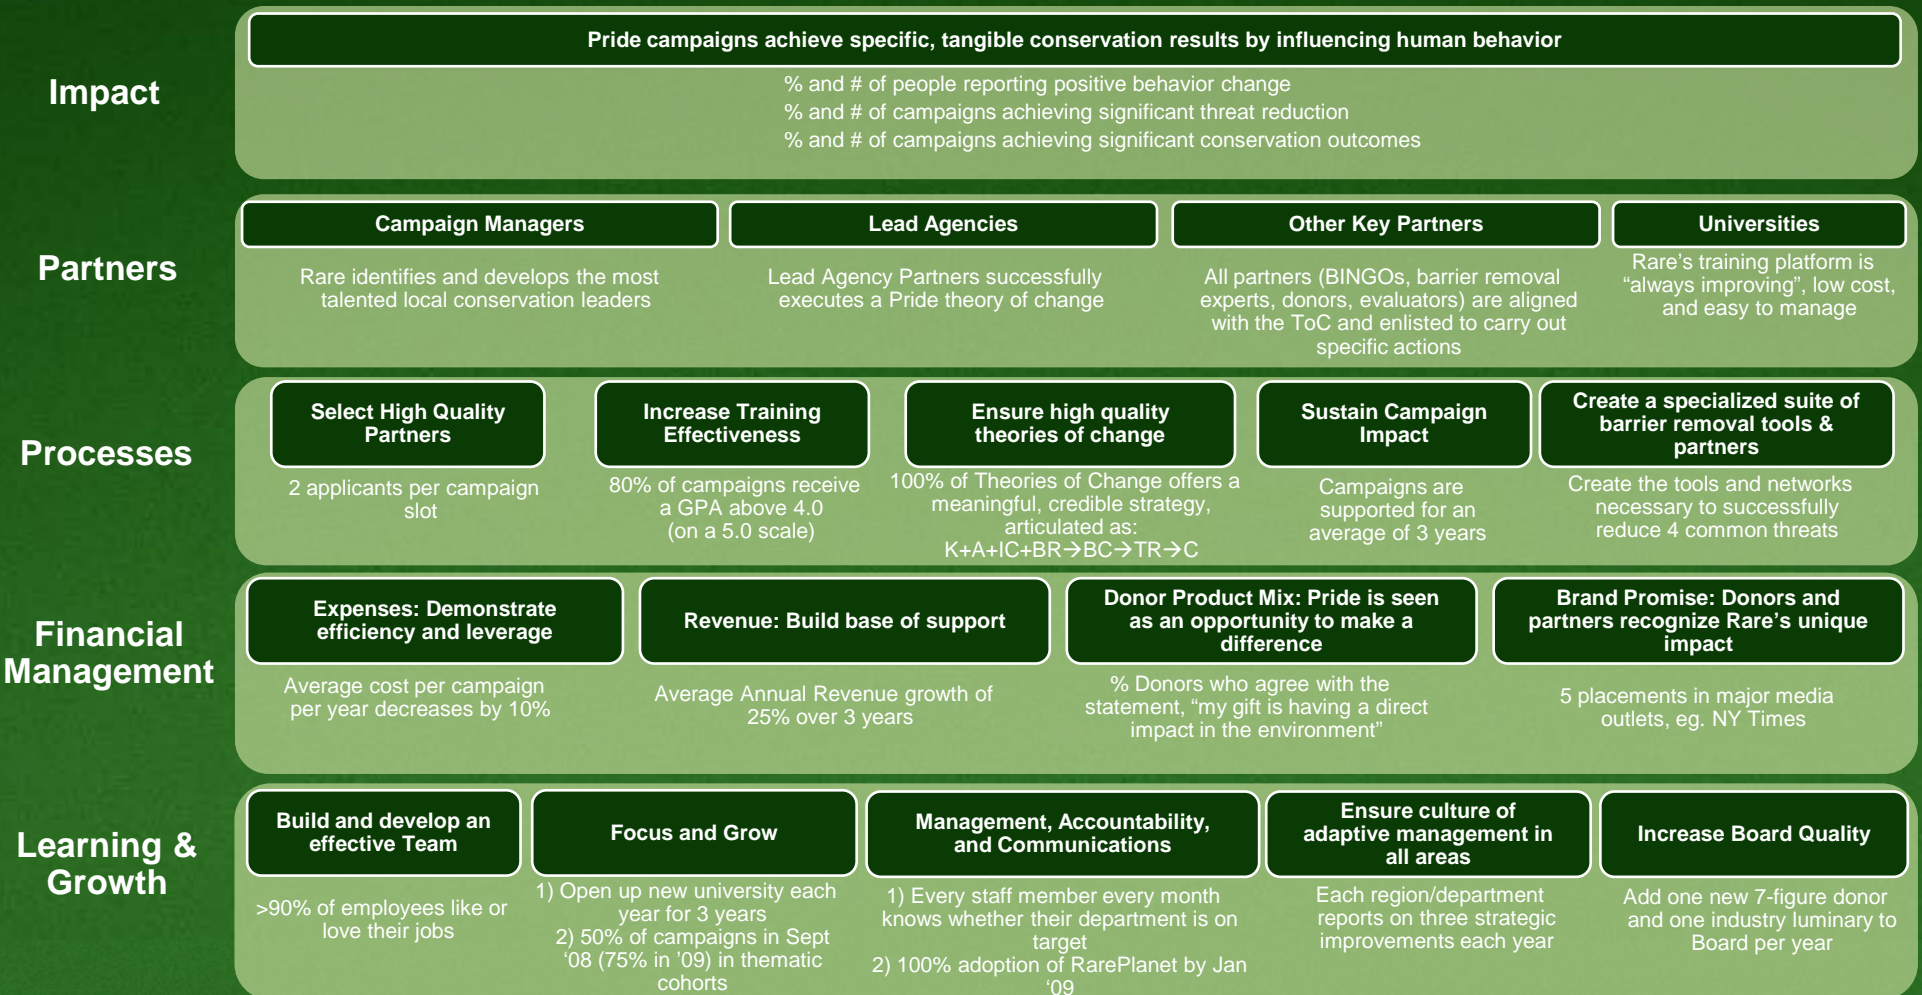 Impact
Pride campaigns achieve specific, tangible conservation results by influencing human behavior
% and # of people reporting positive behavior change
% and # of campaigns achieving significant threat reduction
% and # of campaigns achieving significant conservation outcomes
Partners
Campaign Managers
Rare identifies and develops the most
talented local conservation leaders
Lead Agencies
Lead Agency Partners successfully
executes a Pride theory of change
Other Key Partners
All partners (BINGOs, barrier removal
experts, donors, evaluators) are aligned
with the ToC and enlisted to carry out
specific actions
Universities
Rare's training platform is
“always improving”, low cost,
and easy to manage
Processes
Select High Quality
Partners
2 applicants per campaign
slot
Increase Training
Effectiveness
80% of campaigns receive
a GPA above 4.0
(on a 5.0 scale)
Ensure high quality
theories of change
100% of Theories of Change offers a
meaningful, credible strategy,
articulated as:
K+A+IC+BR→BC→TR→C
Sustain Campaign
Impact
Campaigns are
supported for an
average of 3 years
Create a specialized suite of
barrier removal tools &
partners
Create the tools and networks
necessary to successfully
reduce 4 common threats
Financial
Management
Expenses: Demonstrate
efficiency and leverage
Average cost per campaign
per year decreases by 10%
Revenue: Build base of support
Average Annual Revenue growth of
25% over 3 years
Donor Product Mix: Pride is seen
as an opportunity to make a
difference
% Donors who agree with the
statement, “my gift is having a direct
impact in the environment”
Brand Promise: Donors and
partners recognize Rare's unique
impact
5 placements in major media
outlets, eg. NY Times
Learning &
Growth
Build and develop an
effective Team
>90% of employees like or
love their jobs
Focus and Grow
1) Open up new university each
year for 3 years
2) 50% of campaigns in Sept
‘08 (75% in ’09) in thematic
cohorts
Management, Accountability,
and Communications
1) Every staff member every month
knows whether their department is on
target
2) 100% adoption of RarePlanet by Jan
‘09
Ensure culture of
adaptive management in
all areas
Each region/department
reports on three strategic
improvements each year
Increase Board Quality
Add one new 7-figure donor
and one industry luminary to
Board per year